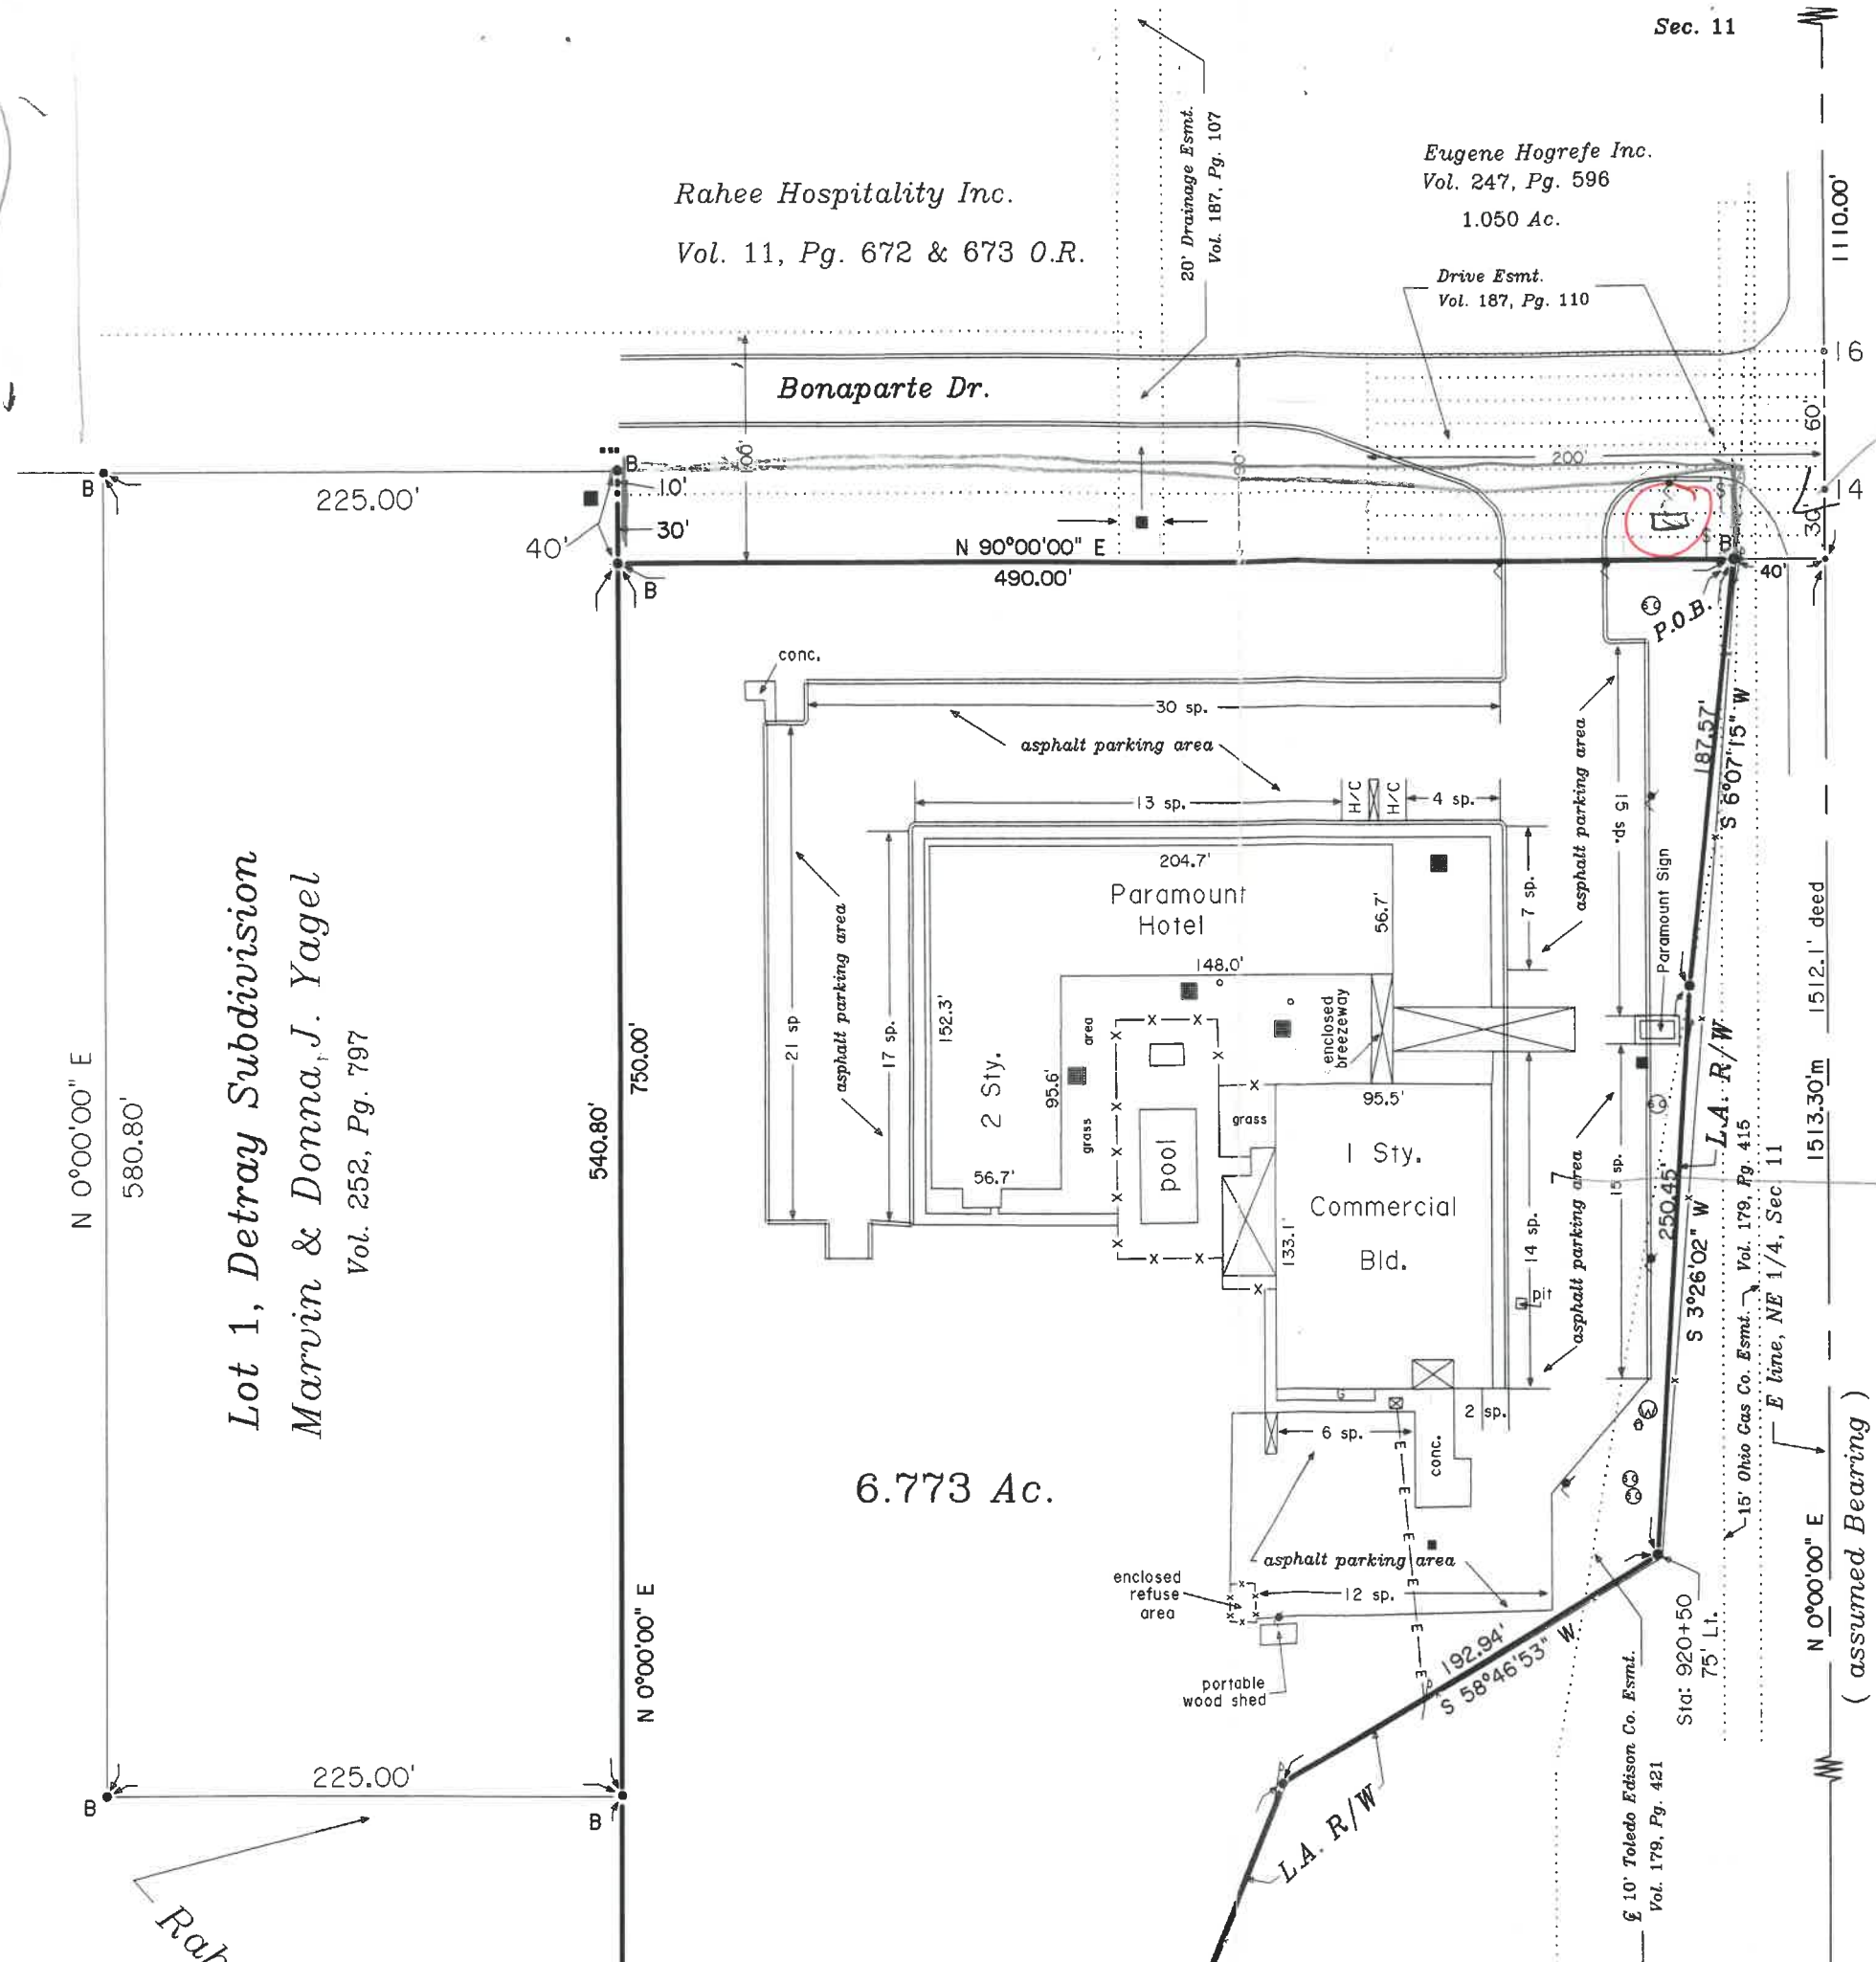 Sec. 11
Rahee Hospitality Inc.
Vol. 11, Pg. 672 & 673 O.R.
20' Drainage Esmt.
Vol. 187, Pg. 107
Eugene Hogrefe Inc.
Vol. 247, Pg. 596
1.050 Ac.
Drive Esmt.
Vol. 187, Pg. 110
1110.00'
16
60'
14
30'
Bonaparte Dr.
200'
B
225.00'
B
10'
30'
40'
B
N 90°00'00" E
490.00'
B
40'
P.O.B.
conc.
30 sp.
asphalt parking area
13 sp.
H/C
H/C
4 sp.
7 sp.
asphalt parking area
15 sp.
Paramount Sign
187.57'
S 6°07'15" W
204.7'
Paramount
Hotel
56.7'
148.0'
152.3'
2 Sty.
95.6'
56.7'
grass
area
pool
grass
enclosed
breezeway
95.5'
1 Sty.
Commercial
Bld.
133.1'
21 sp
asphalt parking area
17 sp.
14 sp.
pit
asphalt parking area
15 sp.
L.A. R/W
250.45'
S 3°26'02" W
15' Ohio Gas Co. Esmt.
Vol. 179, Pg. 415
E line, NE 1/4, Sec. 11
1512.1' deed
1513.30'm
N 0°00'00" E
( assumed Bearing )
Lot 1, Detray Subdivision
Marvin & Donna J. Yagel
Vol. 252, Pg. 797
N 0°00'00" E
580.80'
540.80'
750.00'
N 0°00'00" E
6.773 Ac.
G
2 sp.
6 sp.
conc.
E
E
E
E
E
E
E
asphalt parking area
12 sp.
enclosed
refuse
area
portable
wood shed
192.94'
S 58°46'53" W
Sta: 920+50
75' Lt.
L.A. R/W
℄ 10' Toledo Edison Co. Esmt.
Vol. 179, Pg. 421
225.00'
B
B
Rah